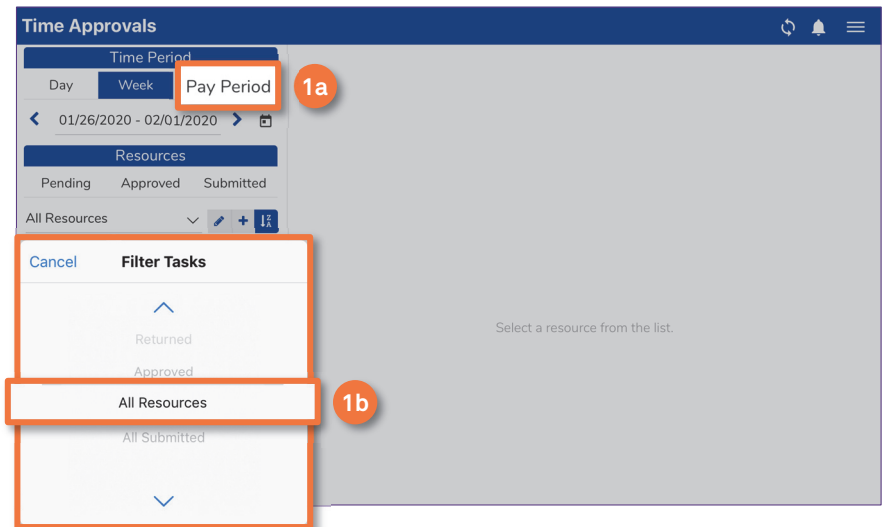 Time Approvals
Time Period
Day Week Pay Period 1a
01/26/2020 - 02/01/2020
Resources
Pending Approved Submitted
All Resources
Cancel Filter Tasks
Returned
Select a resource from the list.
Approved
All Resources 1b
All Submitted